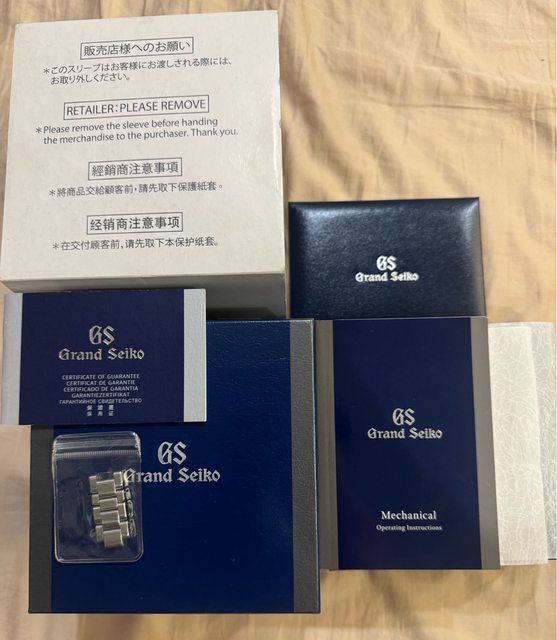 販売店様へのお願い
＊このスリーブはお客様にお渡しされる際には、
お取り外しください。
RETAILER:PLEASE REMOVE
＊Please remove the sleeve before handing
the merchandise to the purchaser. Thank you.
經銷商注意事項
＊將商品交給顧客前,請先取下保護紙套。
经销商注意事项
＊在交付顾客前,请先取下本保护纸套。
GS
Grand Seiko
GS
Grand Seiko
CERTIFICATE OF GUARANTEE
CERTIFICAT DE GARANTIE
CERTIFICADO DE GARANTIA
GARANTIEZERTIFIKAT
ГАРАНТИЙНОЕ СВИДЕТЕЛЬСТВО
保證書
保用证
GS
Grand Seiko
GS
Grand Seiko
Mechanical
Operating Instructions